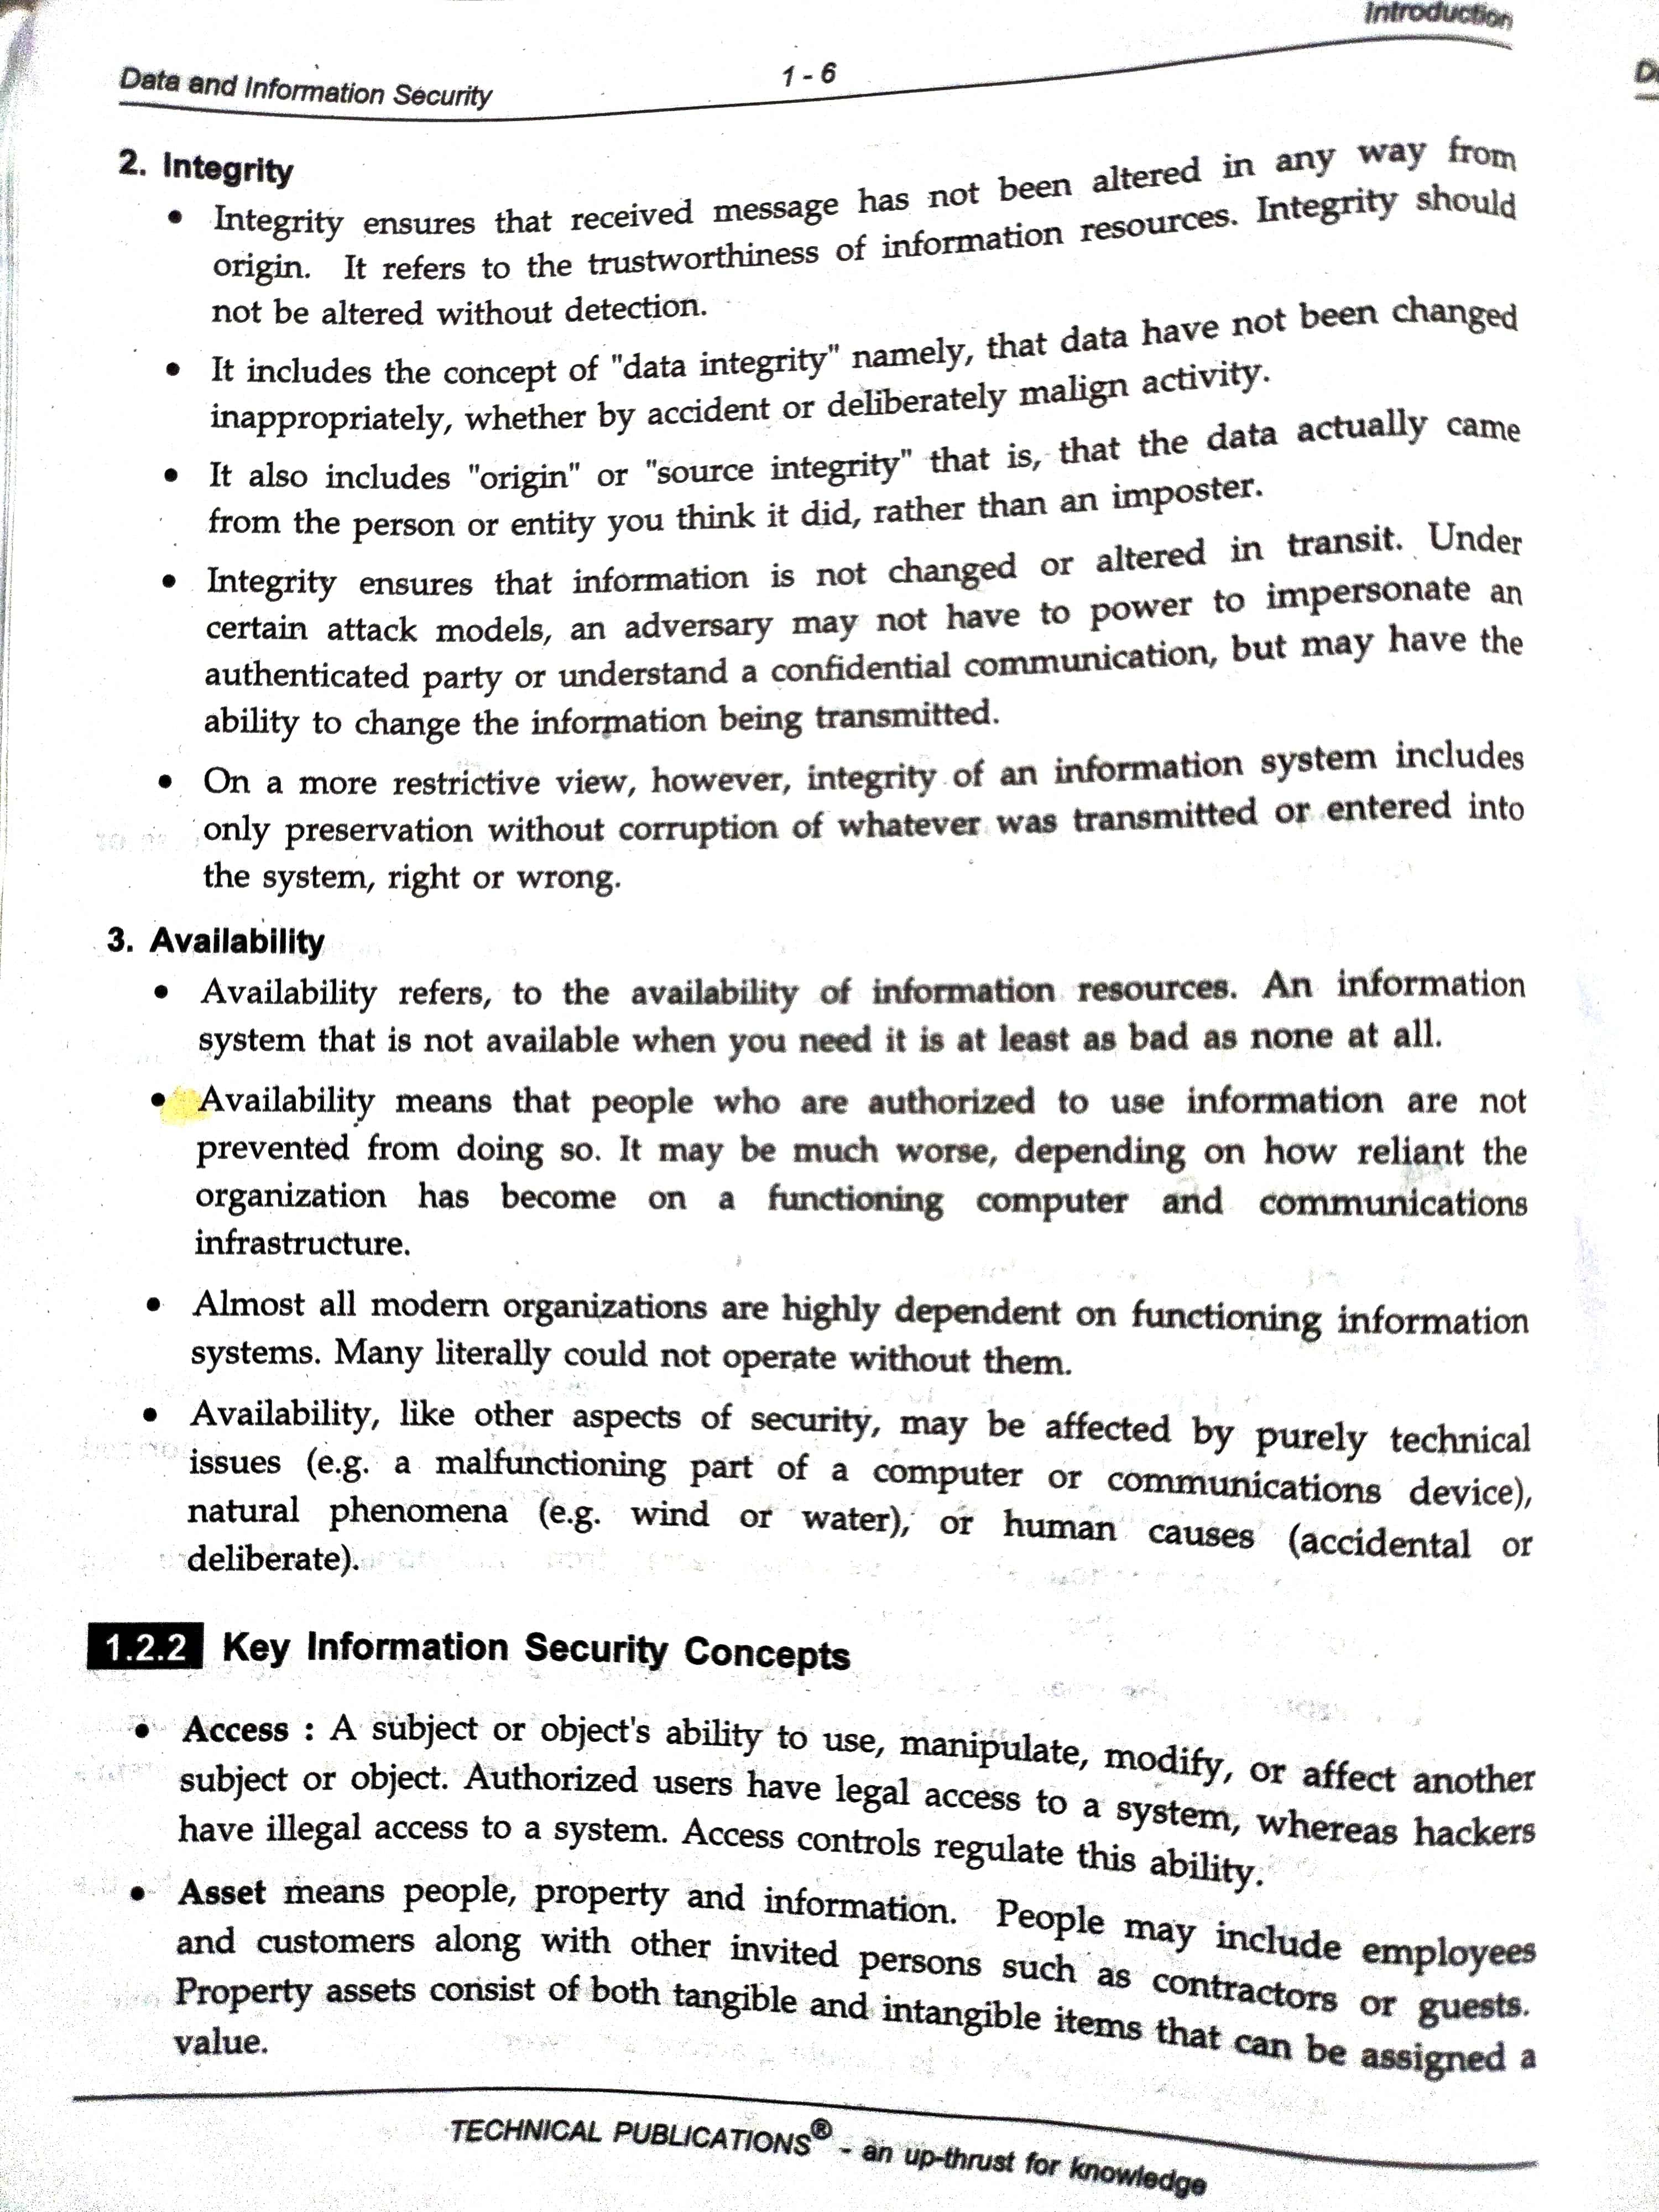 Introduction
Data and Information Security
1 - 6
2. Integrity
• Integrity ensures that received message has not been altered in any way from
origin. It refers to the trustworthiness of information resources. Integrity should
not be altered without detection.
• It includes the concept of "data integrity" namely, that data have not been changed
inappropriately, whether by accident or deliberately malign activity.
• It also includes "origin" or "source integrity" that is, that the data actually came
from the person or entity you think it did, rather than an imposter.
• Integrity ensures that information is not changed or altered in transit. Under
certain attack models, an adversary may not have to power to impersonate an
authenticated party or understand a confidential communication, but may have the
ability to change the information being transmitted.
• On a more restrictive view, however, integrity of an information system includes
only preservation without corruption of whatever was transmitted or entered into
the system, right or wrong.
3. Availability
• Availability refers, to the availability of information resources. An information
system that is not available when you need it is at least as bad as none at all.
• Availability means that people who are authorized to use information are not
prevented from doing so. It may be much worse, depending on how reliant the
organization has become on a functioning computer and communications
infrastructure.
• Almost all modern organizations are highly dependent on functioning information
systems. Many literally could not operate without them.
• Availability, like other aspects of security, may be affected by purely technical
issues (e.g. a malfunctioning part of a computer or communications device),
natural phenomena (e.g. wind or water), or human causes (accidental or
deliberate).
1.2.2 Key Information Security Concepts
• Access : A subject or object's ability to use, manipulate, modify, or affect another
subject or object. Authorized users have legal access to a system, whereas hackers
have illegal access to a system. Access controls regulate this ability.
• Asset means people, property and information. People may include employees
and customers along with other invited persons such as contractors or guests.
Property assets consist of both tangible and intangible items that can be assigned a
value.
TECHNICAL PUBLICATIONS® - an up-thrust for knowledge